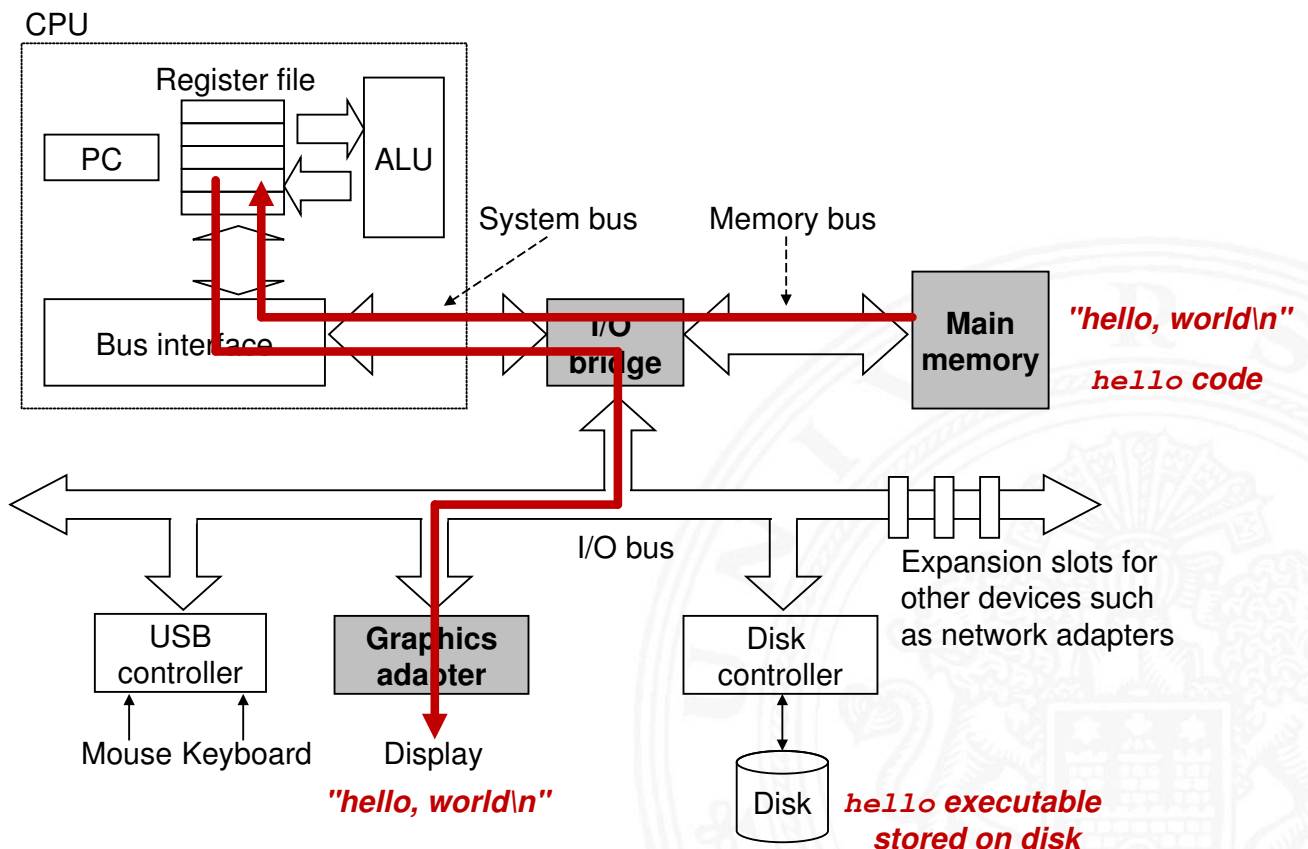 CPU
Register file
PC
ALU
System bus
Memory bus
Bus interface
I/O
bridge
Main
memory
"hello, world\n"
hello code
I/O bus
Expansion slots for
other devices such
as network adapters
USB
controller
Graphics
adapter
Disk
controller
Mouse Keyboard
Display
"hello, world\n"
Disk
hello executable
stored on disk